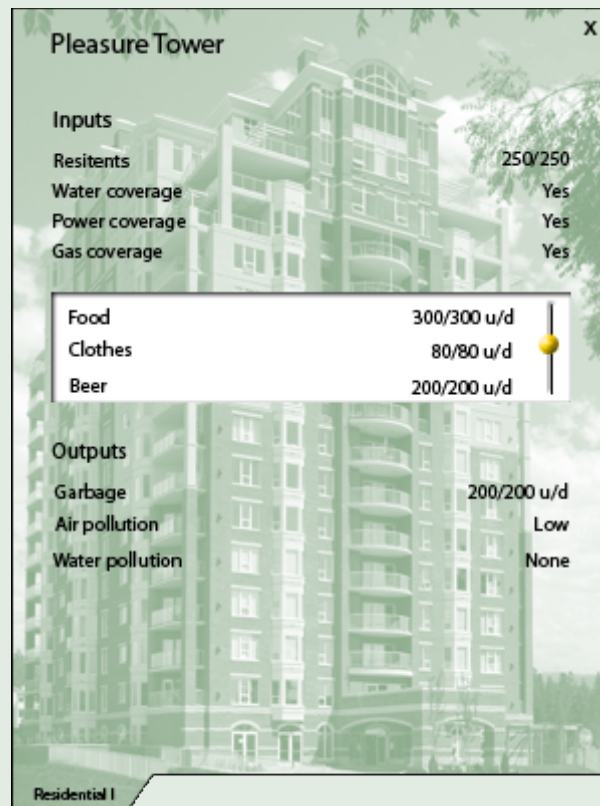 X
Pleasure Tower
Inputs
Resitents 250/250
Water coverage Yes
Power coverage Yes
Gas coverage Yes
Food 300/300 u/d
Clothes 80/80 u/d
Beer 200/200 u/d
Outputs
Garbage 200/200 u/d
Air pollution Low
Water pollution None
Residential I